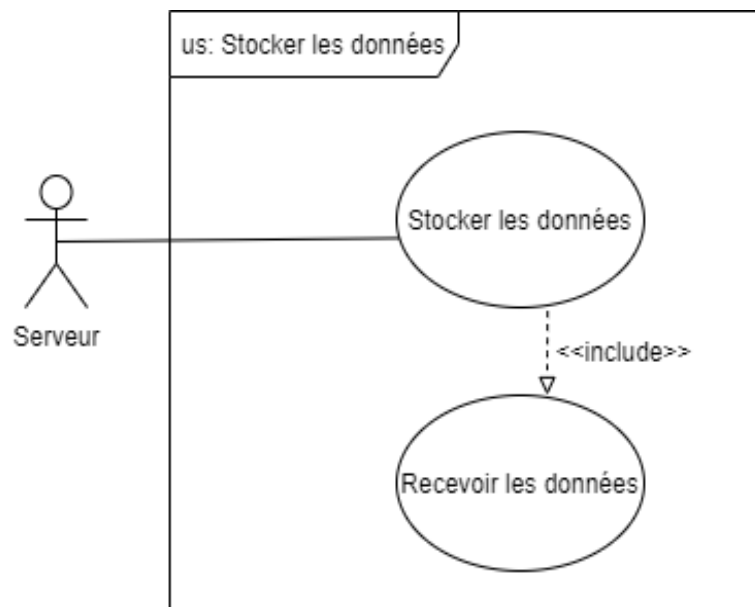 us: Stocker les données
Stocker les données
Serveur
<<include>>
Recevoir les données